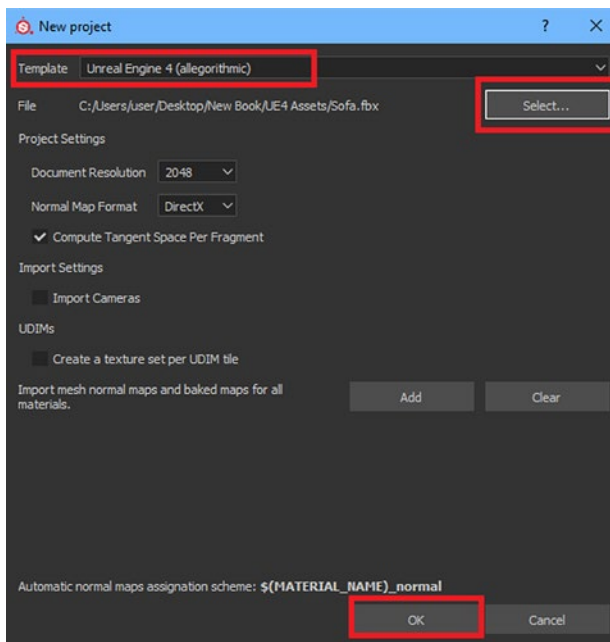 New project
Template Unreal Engine 4 (allegorithmic)
File C:/Users/user/Desktop/New Book/UE4 Assets/Sofa.fbx Select...
Project Settings
Document Resolution 2048
Normal Map Format DirectX
Compute Tangent Space Per Fragment
Import Settings
Import Cameras
UDIMs
Create a texture set per UDIM tile
Import mesh normal maps and baked maps for all
materials.
Add Clear
Automatic normal maps assignation scheme: $(MATERIAL_NAME)_normal
OK Cancel